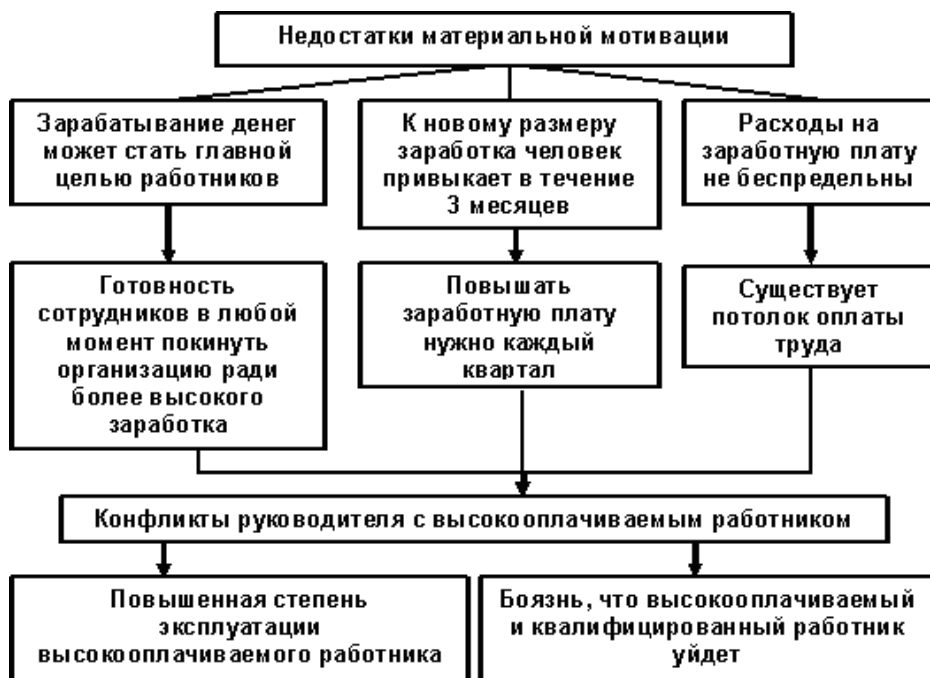 Недостатки материальной мотивации
Зарабатывание денег
может стать главной
целью работников
К новому размеру
заработка человек
привыкает в течение
3 месяцев
Расходы на
заработную плату
не беспредельны
Готовность
сотрудников в любой
момент покинуть
организацию ради
более высокого
заработка
Повышать
заработную плату
нужно каждый
квартал
Существует
потолок оплаты
труда
Конфликты руководителя с высокооплачиваемым работником
Повышенная степень
эксплуатации
высокооплачиваемого работника
Боязнь, что высокооплачиваемый
и квалифицированный работник
уйдет